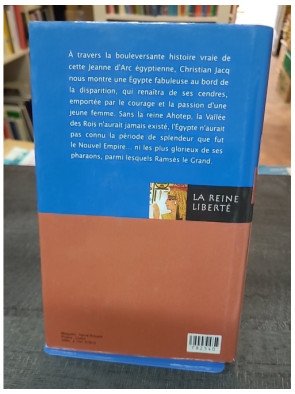 A travers la bouleversante histoire vraie de
cette Jeanne d'Arc égyptienne, Christian Jacq
nous montre une Égypte fabuleuse au bord de
la disparition, qui renaîtra de ses cendres,
emportée par le courage et la passion d'une
jeune femme. Sans la reine Ahotep, la Vallée
des Rois n'aurait jamais existé, l'Égypte n'aurait
pas connu la période de splendeur que fut
le Nouvel Empire... ni les plus glorieux de ses
pharaons, parmi lesquels Ramsès le Grand.
LA REINE
LIBERTÉ